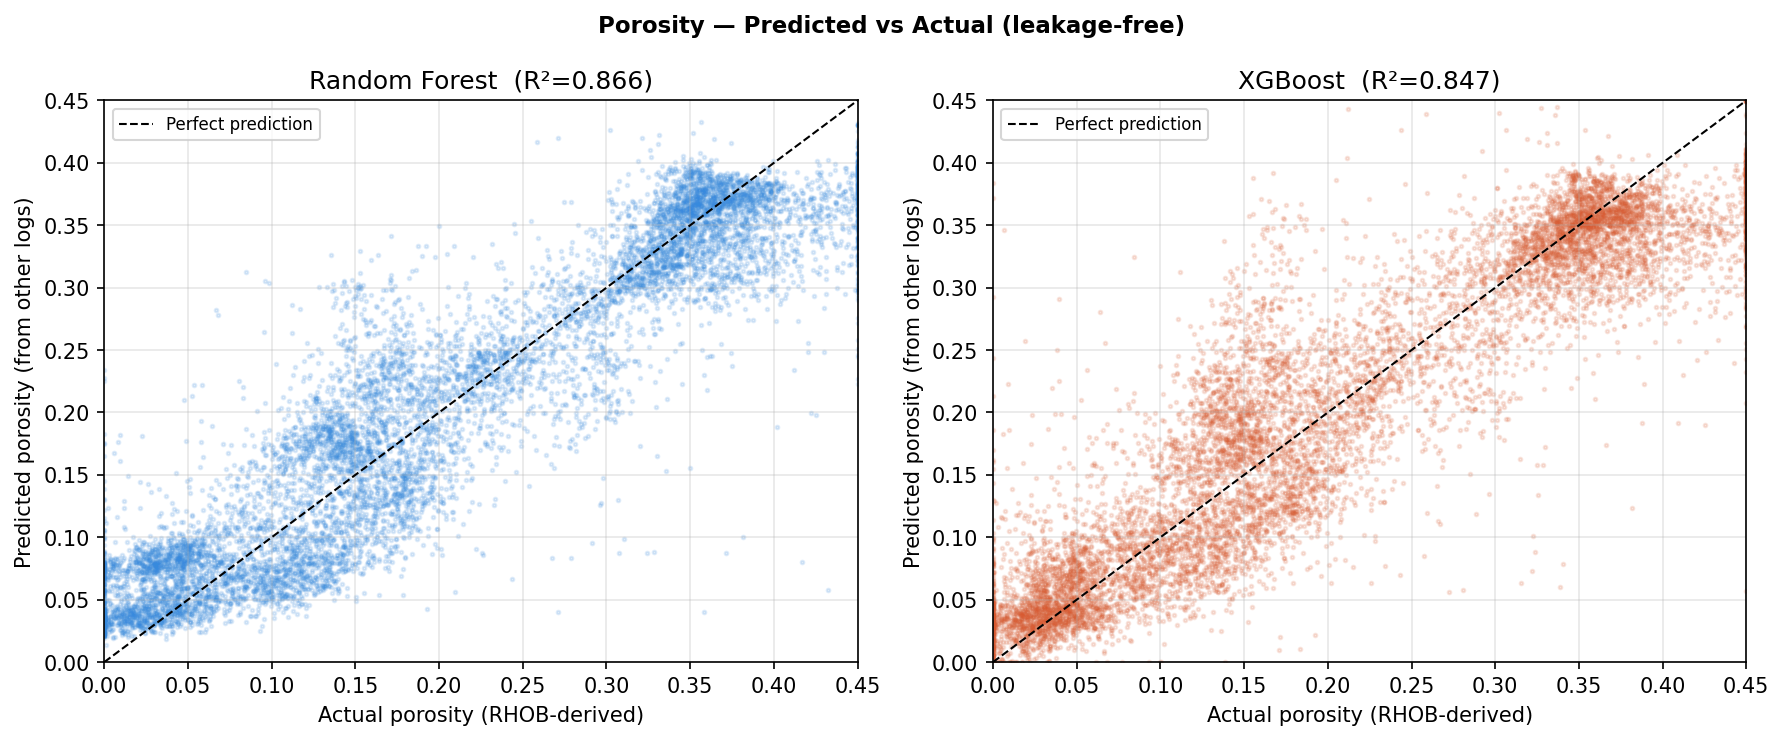 Porosity — Predicted vs Actual (leakage-free)
Random Forest  (R²=0.866)
Perfect prediction
Predicted porosity (from other logs)
0.45
0.40
0.35
0.30
0.25
0.20
0.15
0.10
0.05
0.00
0.00 0.05 0.10 0.15 0.20 0.25 0.30 0.35 0.40 0.45
Actual porosity (RHOB-derived)
XGBoost  (R²=0.847)
Perfect prediction
Predicted porosity (from other logs)
0.45
0.40
0.35
0.30
0.25
0.20
0.15
0.10
0.05
0.00
0.00 0.05 0.10 0.15 0.20 0.25 0.30 0.35 0.40 0.45
Actual porosity (RHOB-derived)